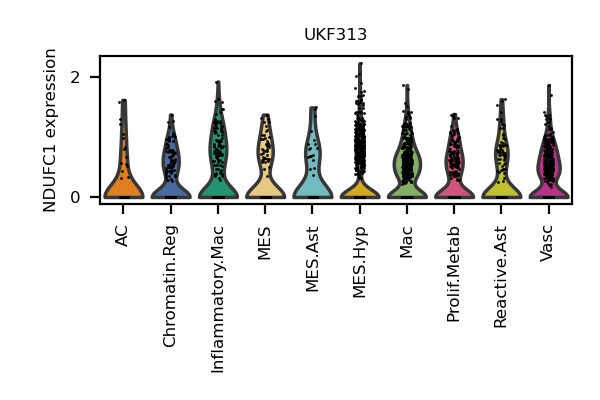 UKF313
NDUFC1 expression
2
0
AC
Chromatin.Reg
Inflammatory.Mac
MES
MES.Ast
MES.Hyp
Mac
Prolif.Metab
Reactive.Ast
Vasc